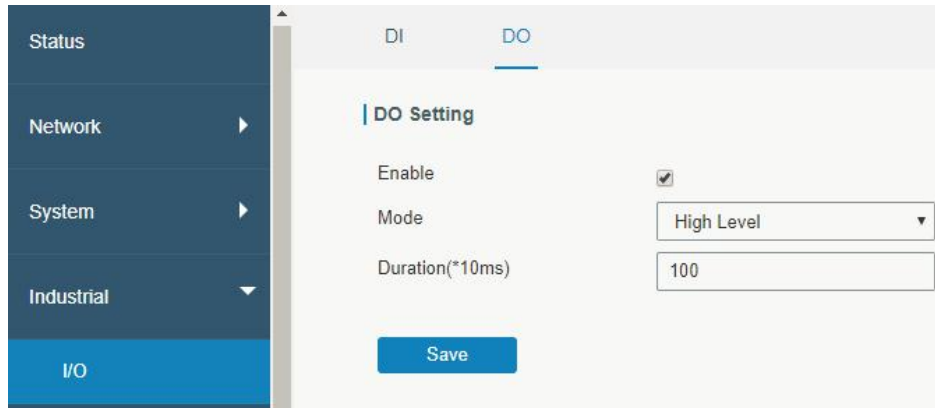 Status
Network
System
Industrial
I/O
DI DO
DO Setting
Enable
Mode High Level
Duration(*10ms) 100
Save